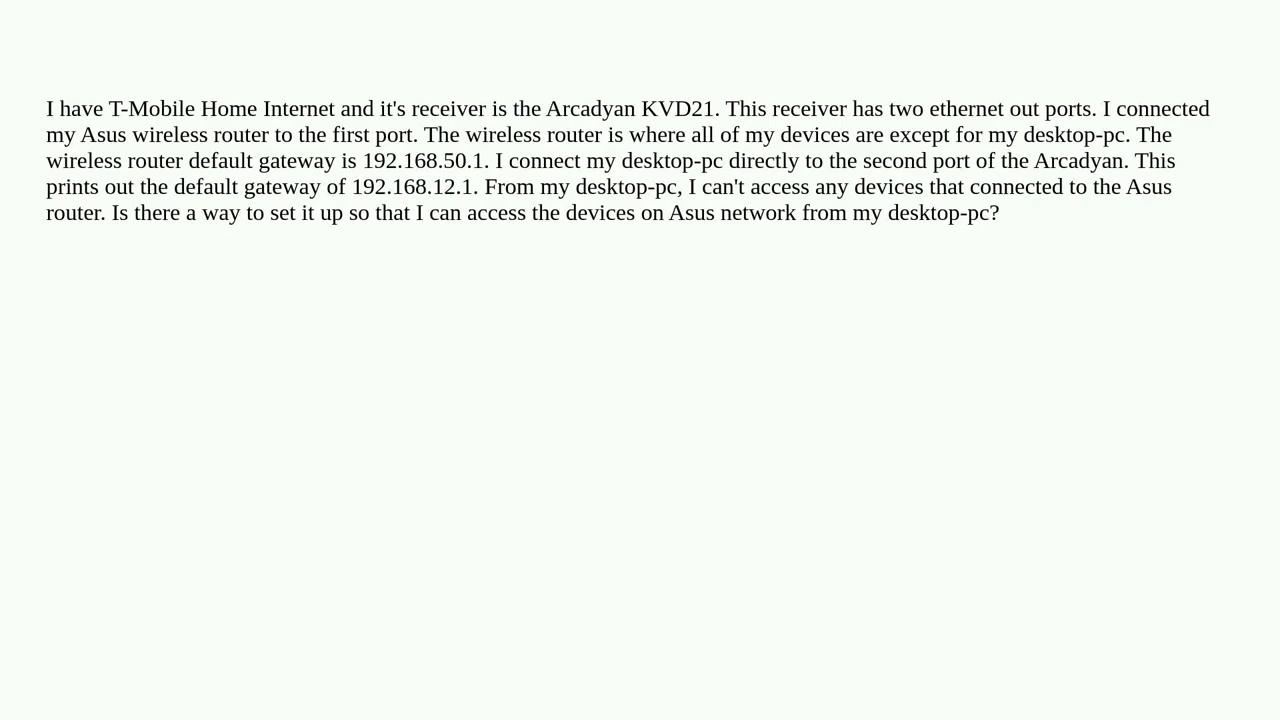 I have T-Mobile Home Internet and it's receiver is the Arcadyan KVD21. This receiver has two ethernet out ports. I connected
my Asus wireless router to the first port. The wireless router is where all of my devices are except for my desktop-pc. The
wireless router default gateway is 192.168.50.1. I connect my desktop-pc directly to the second port of the Arcadyan. This
prints out the default gateway of 192.168.12.1. From my desktop-pc, I can't access any devices that connected to the Asus
router. Is there a way to set it up so that I can access the devices on Asus network from my desktop-pc?